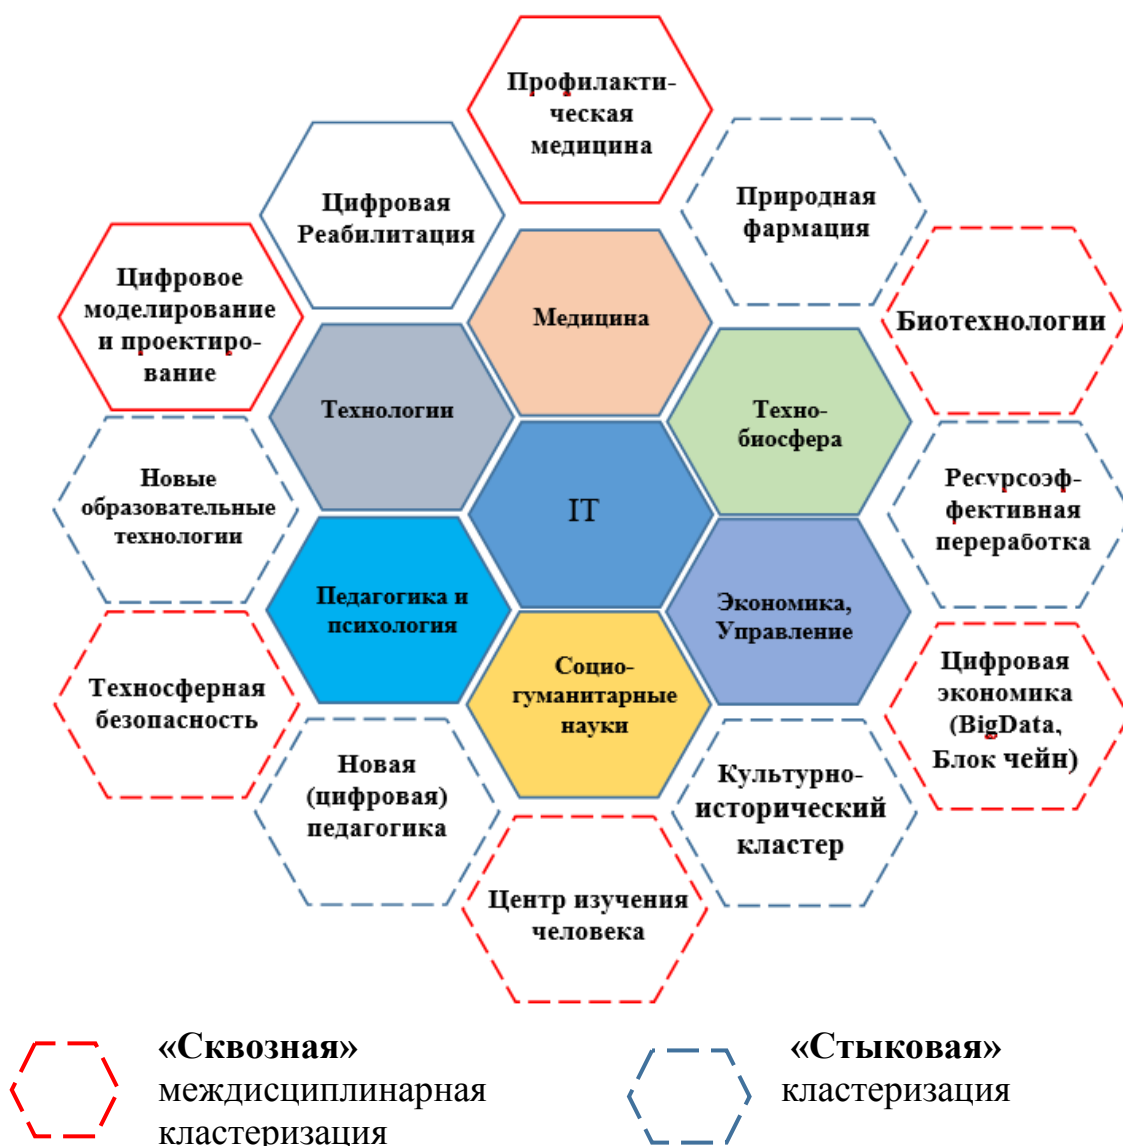 Профилакти-
ческая
медицина
Цифровая
Реабилитация
Природная
фармация
Цифровое
моделирование
и проектиро-
вание
Медицина
Биотехнологии
Технологии
Техно-
биосфера
Новые
образовательные
технологии
IT
Ресурсоэф-
фективная
переработка
Педагогика и
психология
Экономика,
Управление
Техносферная
безопасность
Социо-
гуманитарные
науки
Цифровая
экономика
(BigData,
Блок чейн)
Новая
(цифровая)
педагогика
Культурно-
исторический
кластер
Центр изучения
человека
«Сквозная»
междисциплинарная
кластеризация
«Стыковая»
кластеризация